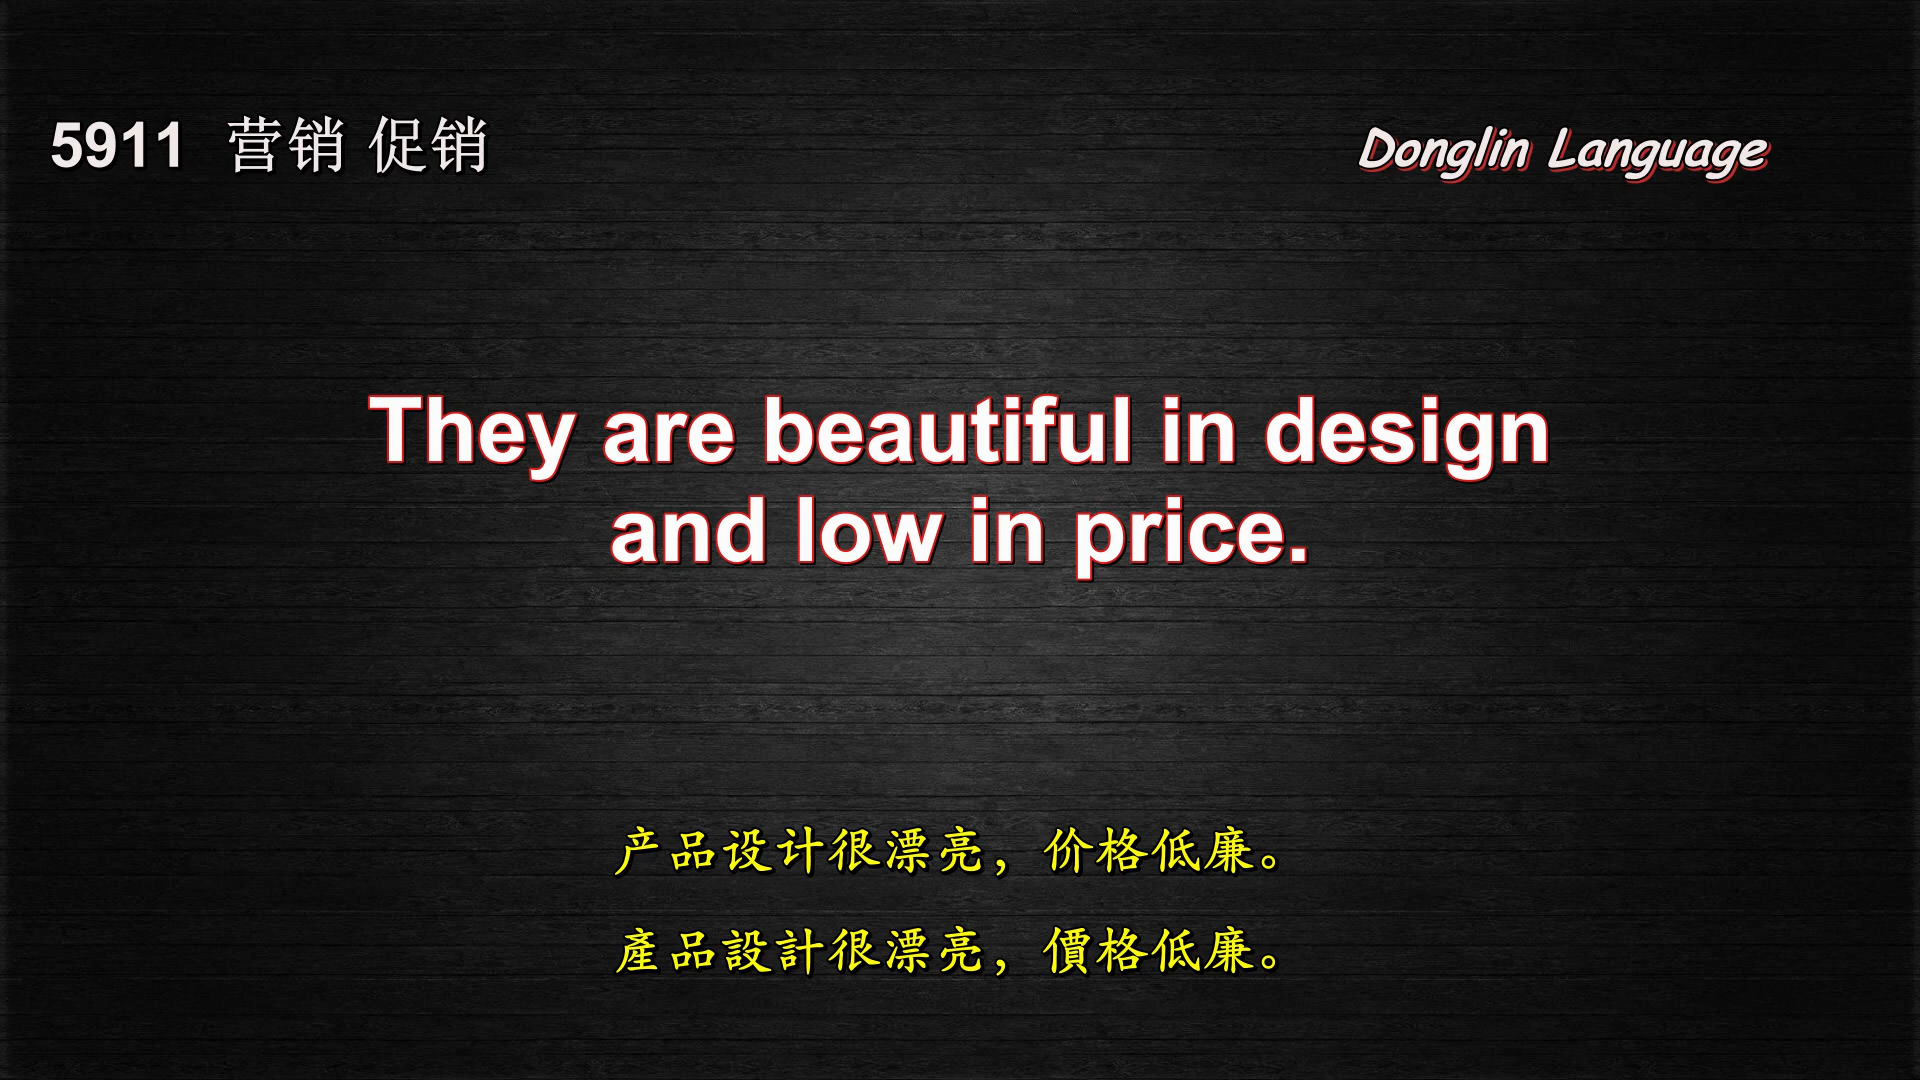 5911 营销 促销
Donglin Language
They are beautiful in design
and low in price.
产品设计很漂亮，价格低廉。
產品設計很漂亮，價格低廉。